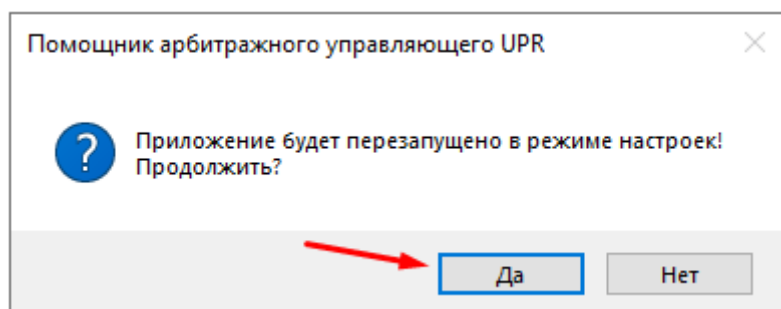 Помощник арбитражного управляющего UPR
Приложение будет перезапущено в режиме настроек!
Продолжить?
Да Нет